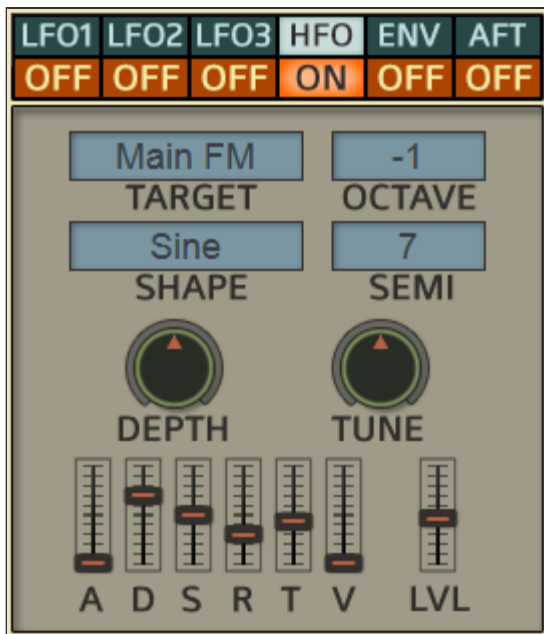 LFO1 LFO2 LFO3 HFO ENV AFT
OFF OFF OFF ON OFF OFF
Main FM -1
TARGET OCTAVE
Sine 7
SHAPE SEMI
DEPTH TUNE
A D S R T V LVL